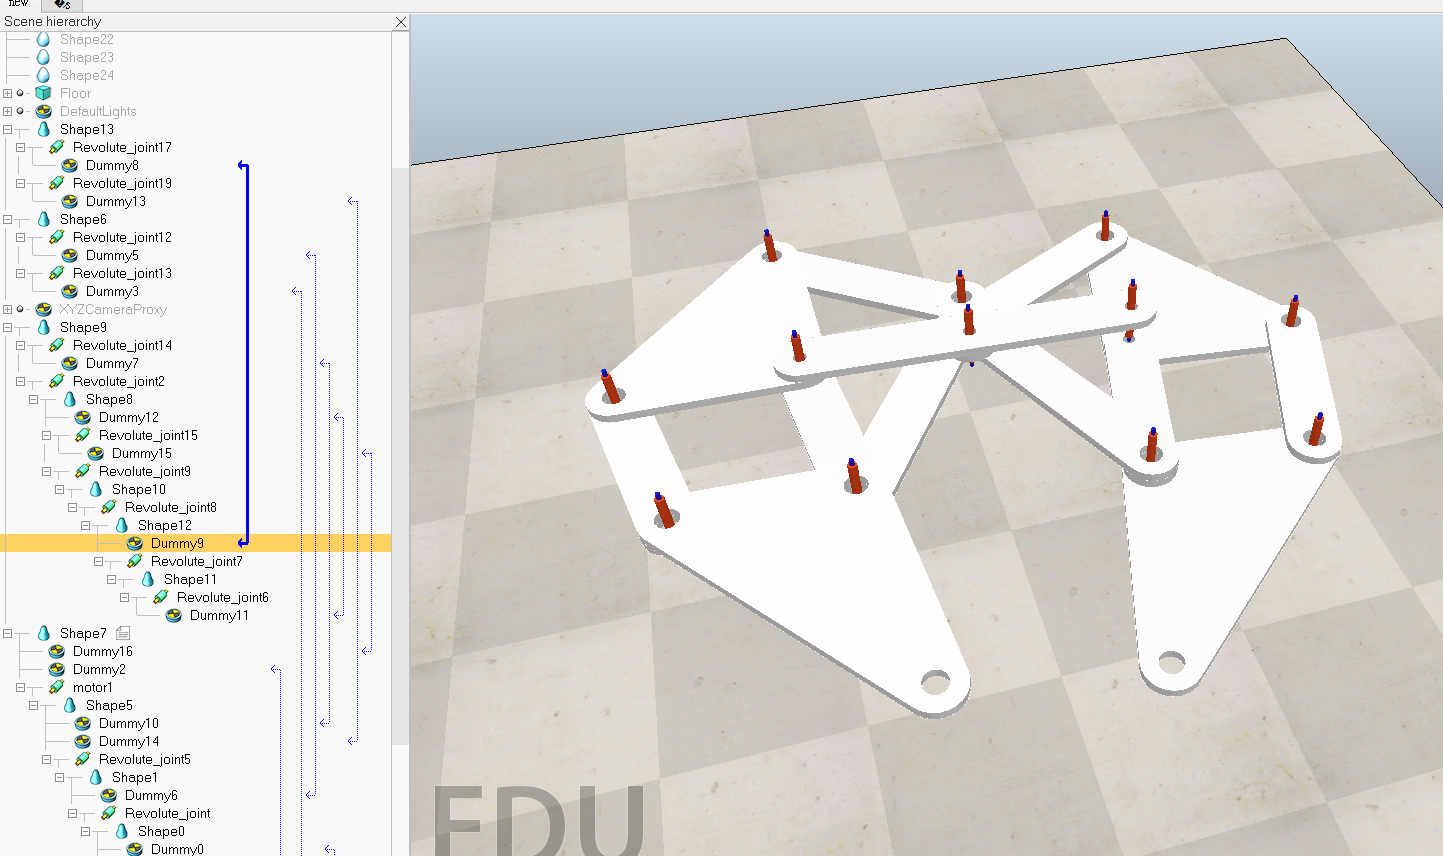 new
Scene hierarchy
Shape22
Shape23
Shape24
Floor
DefaultLights
Shape13
Revolute_joint17
Dummy8
Revolute_joint19
Dummy13
Shape6
Revolute_joint12
Dummy5
Revolute_joint13
Dummy3
XYZCameraProxy
Shape9
Revolute_joint14
Dummy7
Revolute_joint2
Shape8
Dummy12
Revolute_joint15
Dummy15
Revolute_joint9
Shape10
Revolute_joint8
Shape12
Dummy9
Revolute_joint7
Shape11
Revolute_joint6
Dummy11
Shape7
Dummy16
Dummy2
motor1
Shape5
Dummy10
Dummy14
Revolute_joint5
Shape1
Dummy6
Revolute_joint
Shape0
Dummy0
EDU